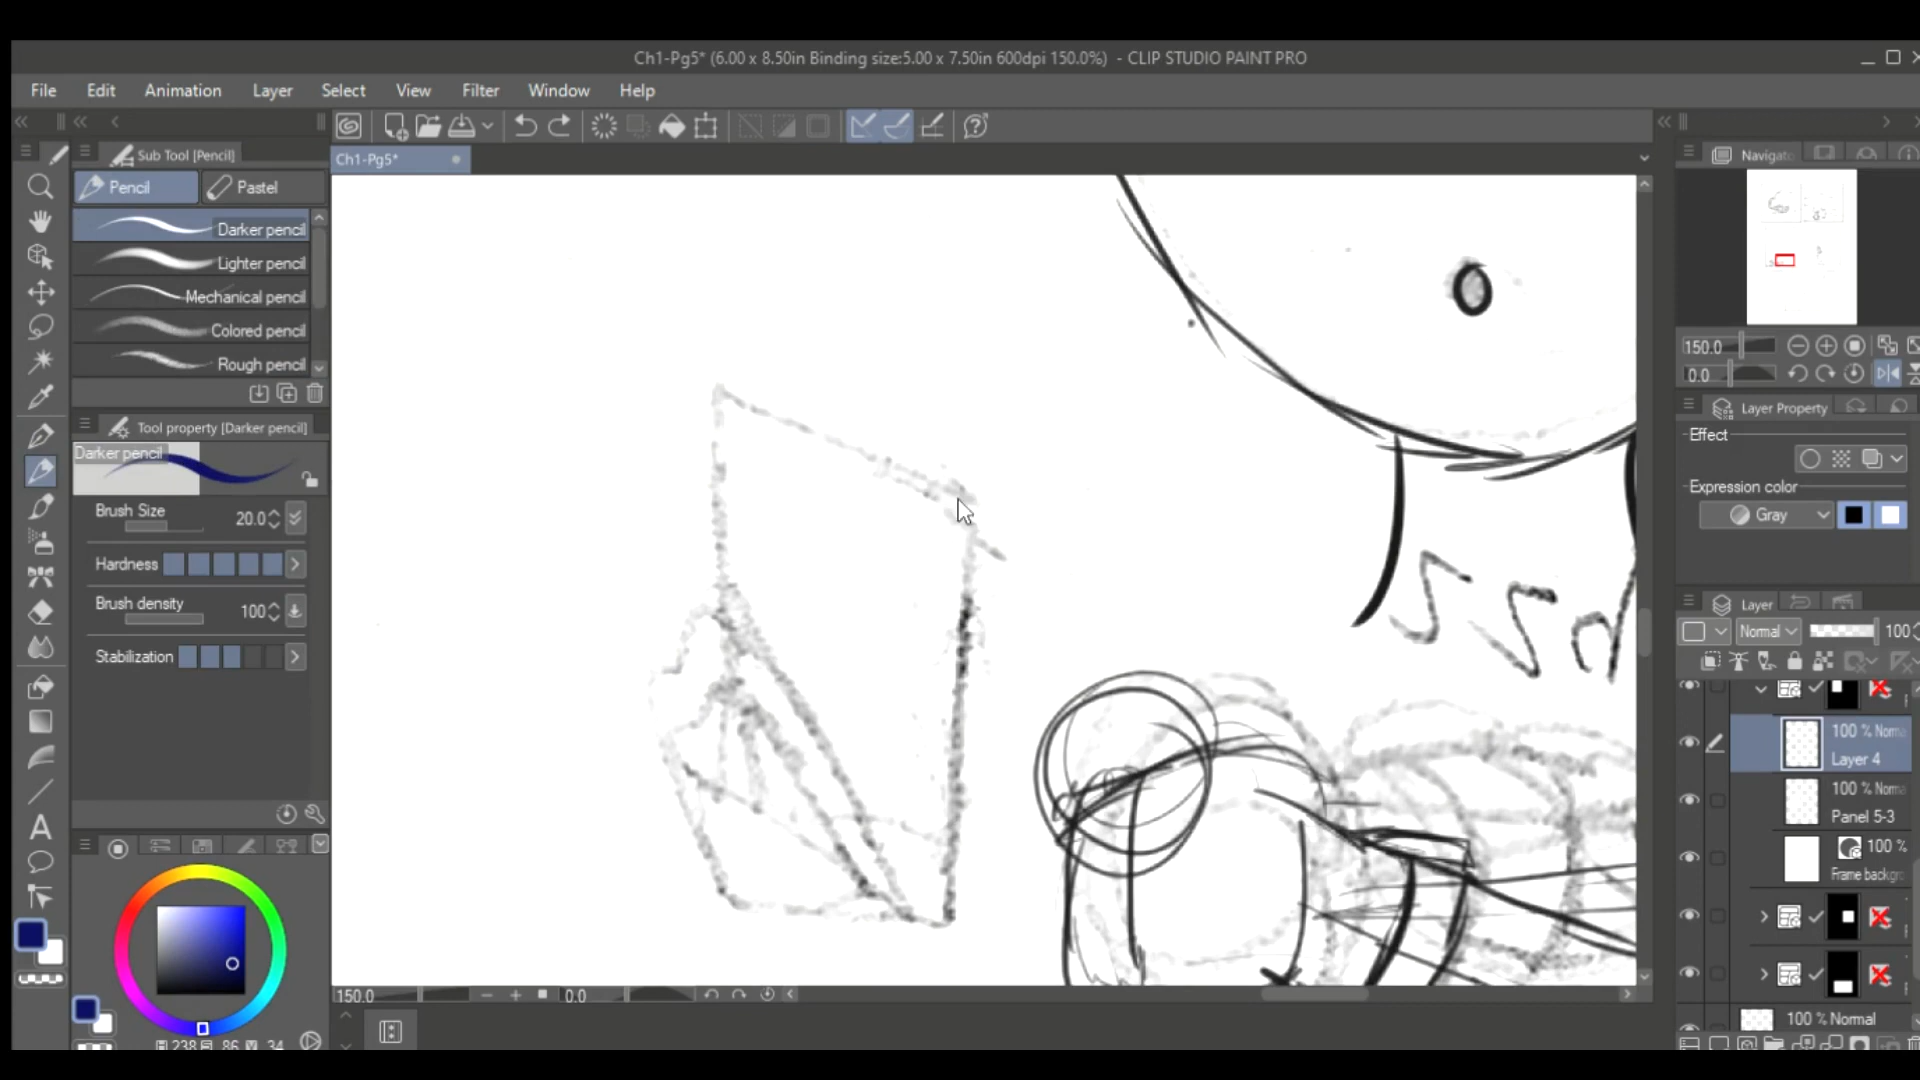 Ch1-Pg5* (6.00 x 8.50in Binding size:5.00 x 7.50in 600dpi 150.0%) - CLIP STUDIO PAINT PRO
File Edit Animation Layer Select View Filter Window Help
Sub Tool [Pencil]
Ch1-Pg5*
Navigat
Pencil Pastel
Darker pencil
Lighter pencil
Mechanical pencil
Colored pencil
Rough pencil
150.0
0.0
Layer Property
Tool property [Darker pencil]
Effect
Darker pencil
Expression color
Gray
Brush Size 20.0
Hardness
Brush density 100
Stabilization
Layer
Normal 100
100 % Norma
Layer 4
100 % Norma
Panel 5-3
100 %
Frame backgr
100 % Normal
150.0 0.0
H 238 S 86 V 34